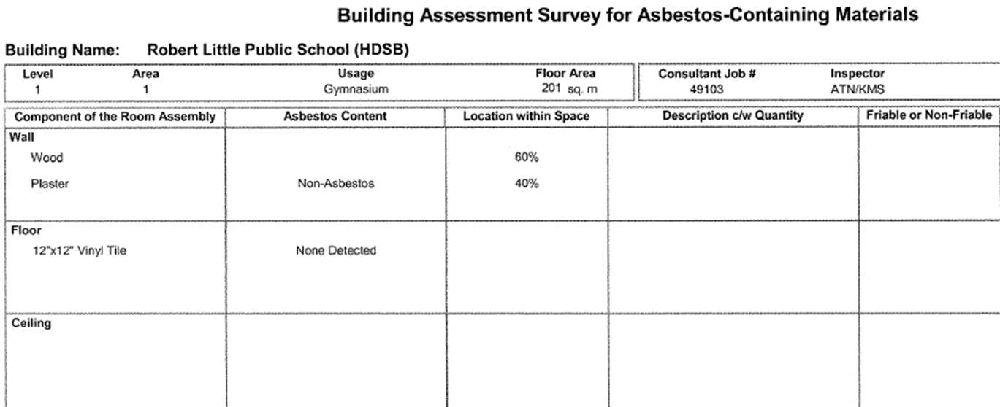 Building Assessment Survey for Asbestos-Containing Materials
Building Name: Robert Little Public School (HDSB)
Level Area Usage Floor Area Consultant Job # Inspector
1 1 Gymnasium 201 sq. m 49103 ATN/KMS
Component of the Room Assembly Asbestos Content Location within Space Description c/w Quantity Friable or Non-Friable
Wall
Wood 60%
Plaster Non-Asbestos 40%
Floor
12"x12" Vinyl Tile None Detected
Ceiling